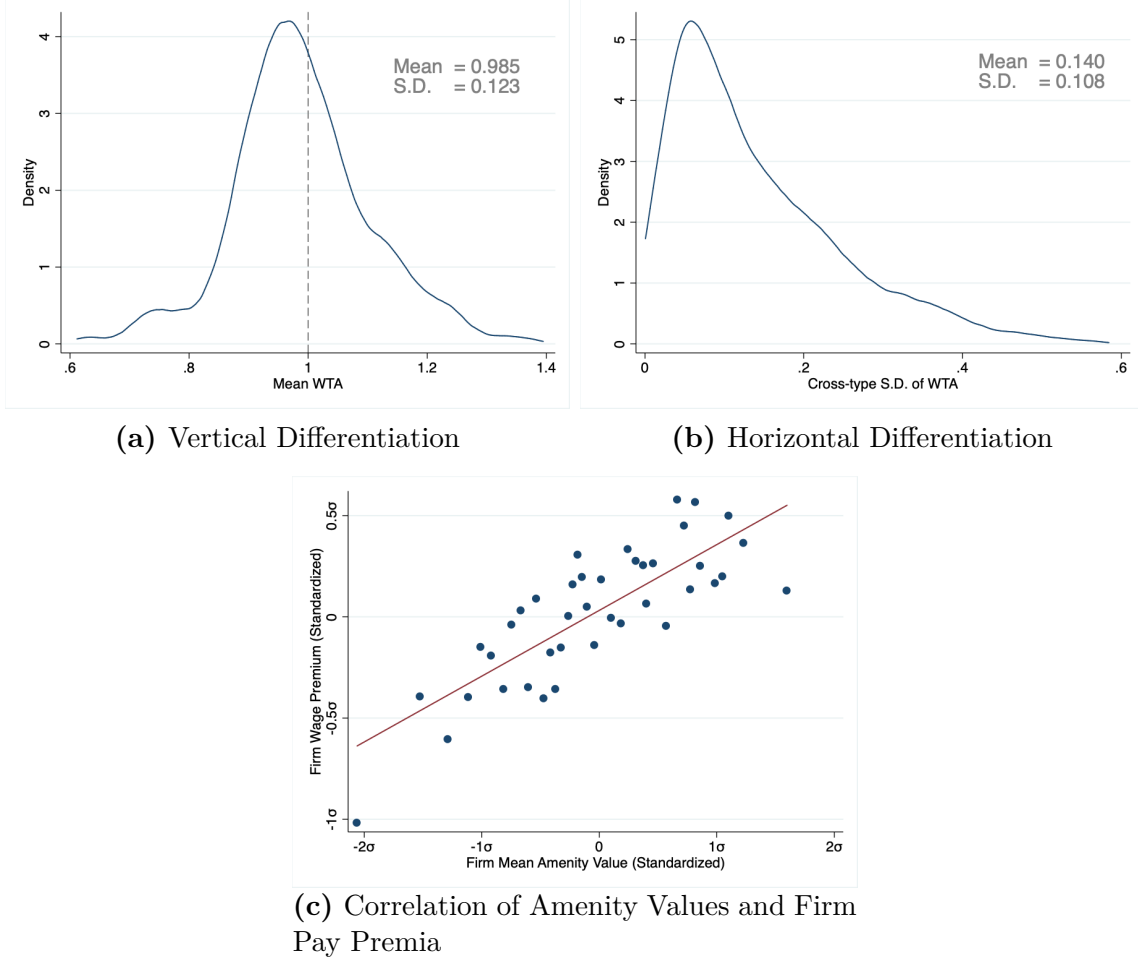 Density
4
3
2
1
0
Mean = 0.985
S.D. = 0.123
.6 .8 1 1.2 1.4
Mean WTA
(a) Vertical Differentiation
Density
5
4
3
2
1
0
Mean = 0.140
S.D. = 0.108
0 .2 .4 .6
Cross-type S.D. of WTA
(b) Horizontal Differentiation
Firm Wage Premium (Standardized)
0.5σ
0
-0.5σ
-1σ
-2σ -1σ 0 1σ 2σ
Firm Mean Amenity Value (Standardized)
(c) Correlation of Amenity Values and Firm
Pay Premia